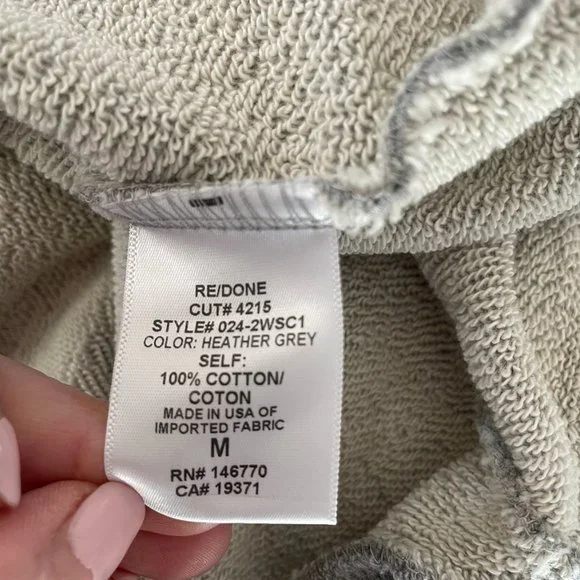 RE/DONE
CUT# 4215
STYLE# 024-2WSC1
COLOR: HEATHER GREY
SELF:
100% COTTON/
COTON
MADE IN USA OF
IMPORTED FABRIC
M
RN# 146770
CA# 19371